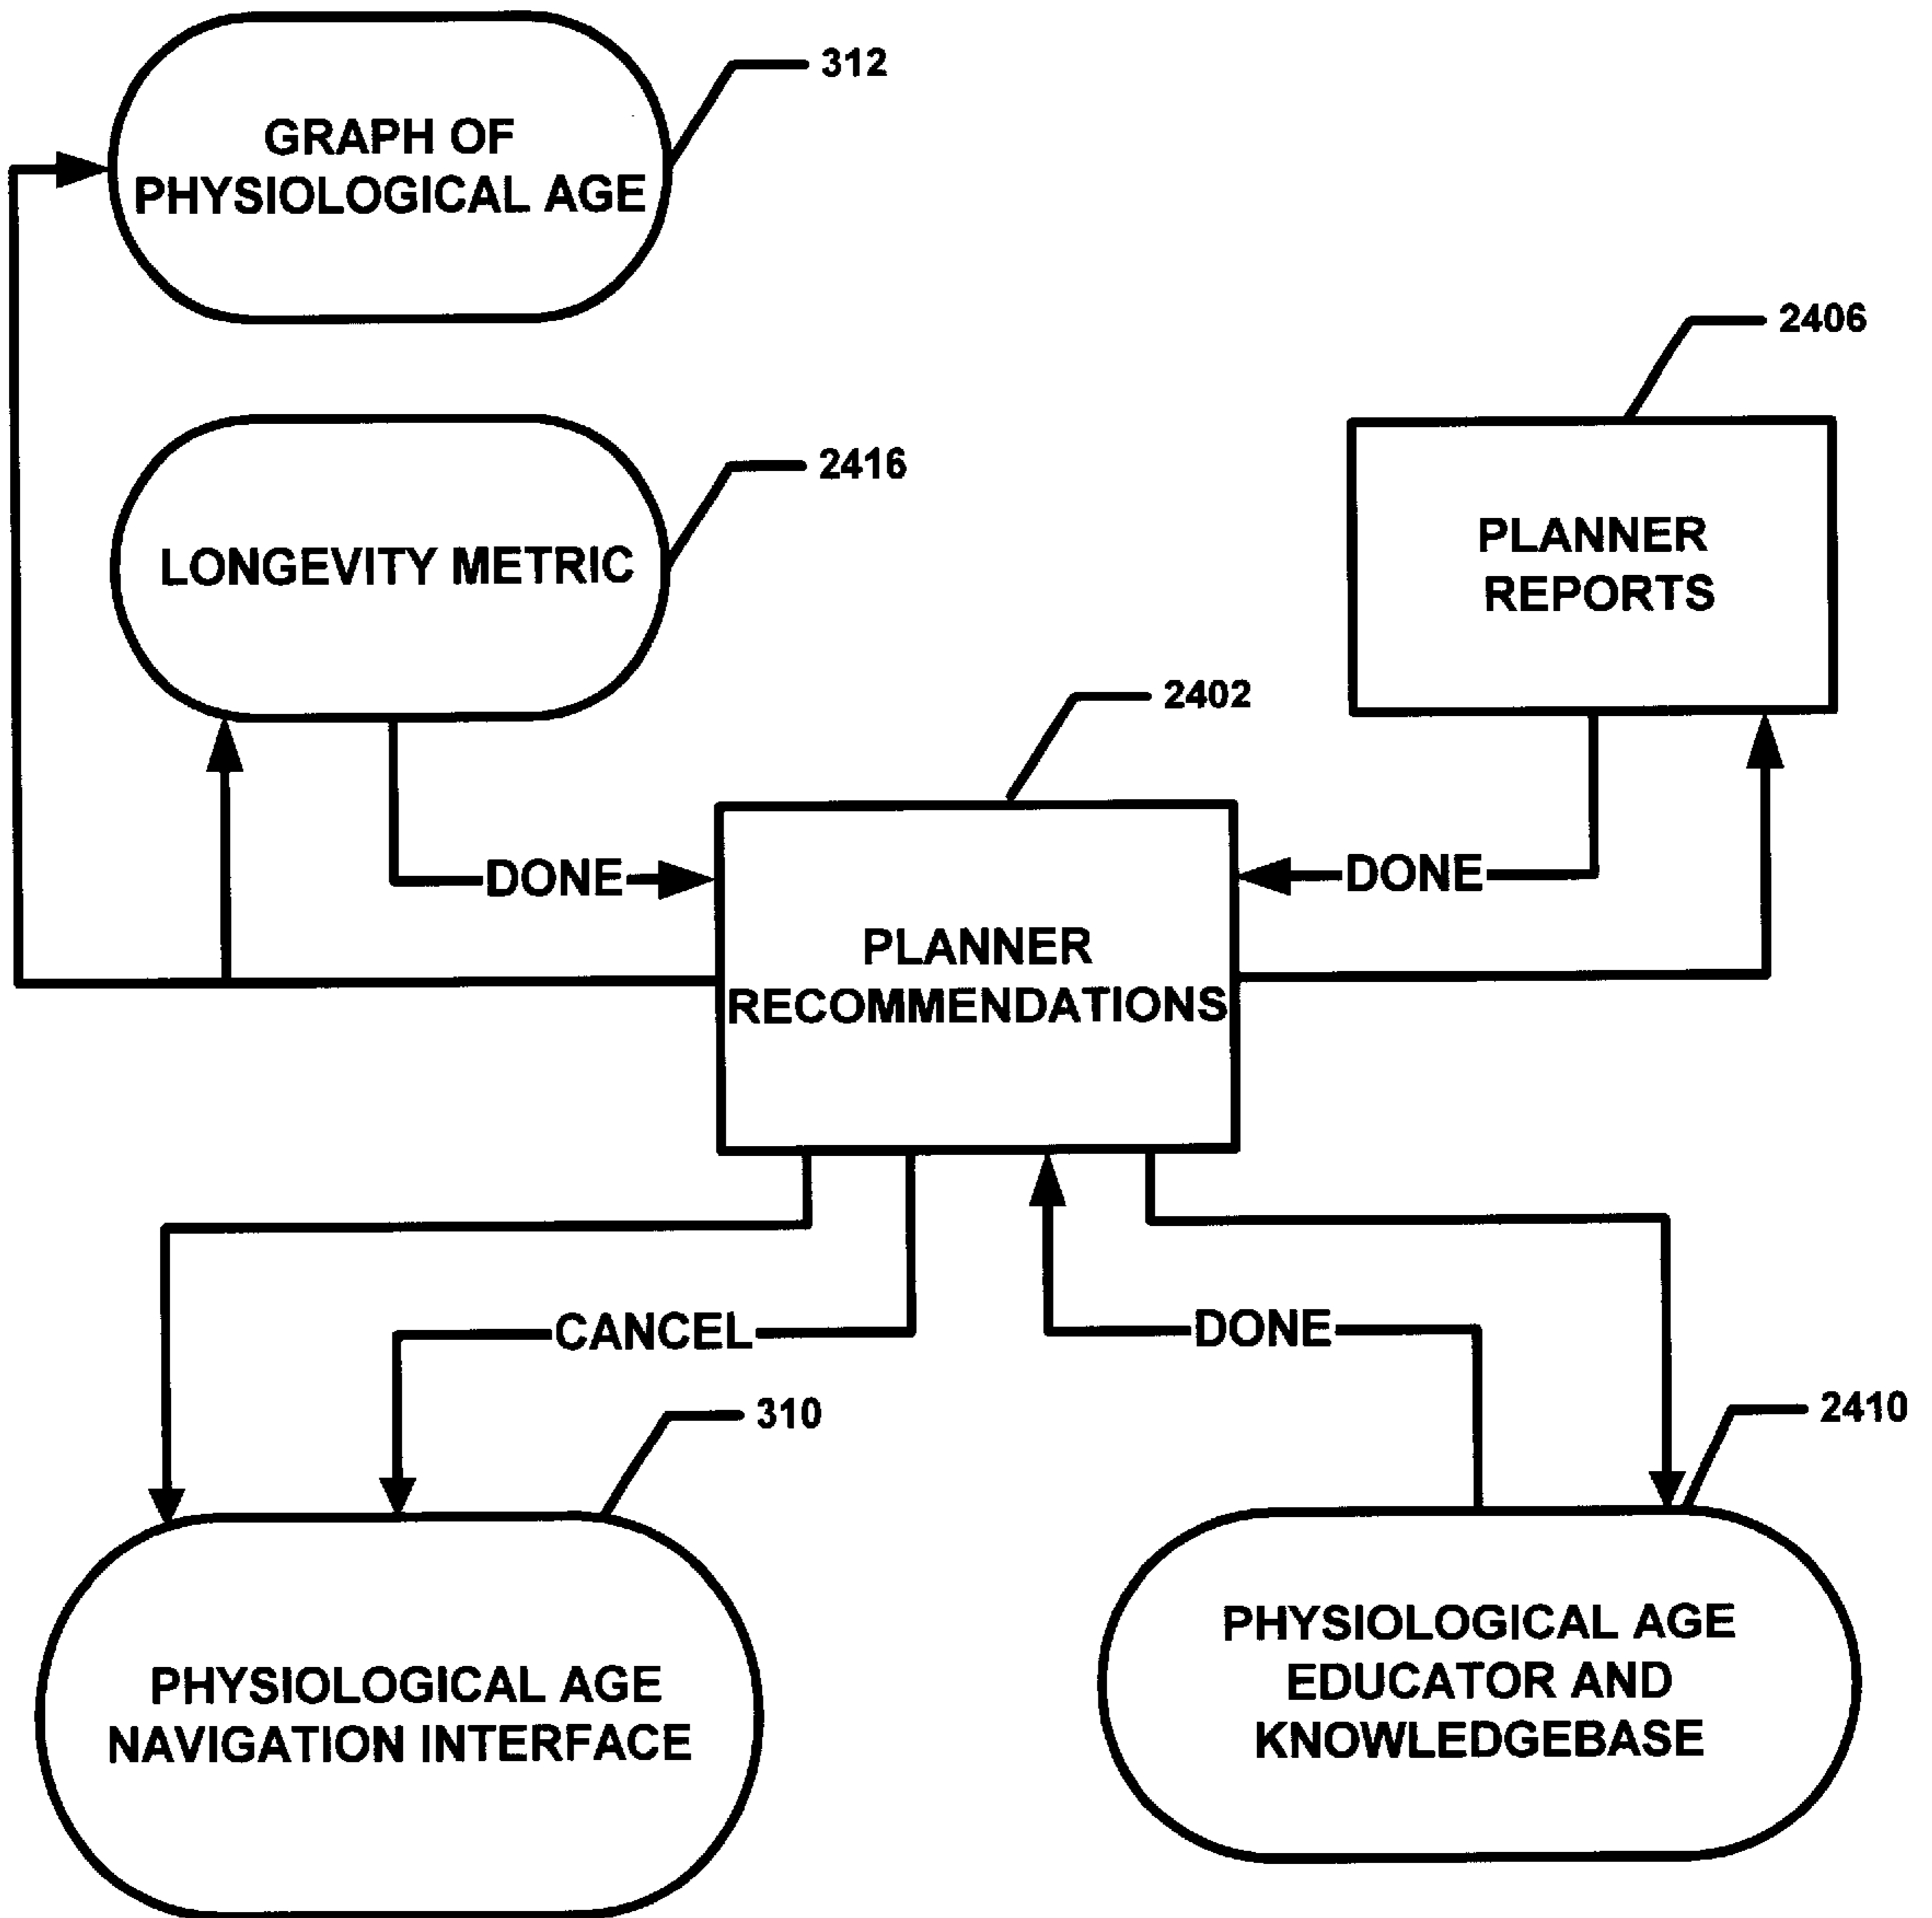 312
GRAPH OF
PHYSIOLOGICAL AGE
2406
2416
LONGEVITY METRIC
PLANNER
REPORTS
2402
DONE
DONE
PLANNER
RECOMMENDATIONS
CANCEL
DONE
310
2410
PHYSIOLOGICAL AGE
NAVIGATION INTERFACE
PHYSIOLOGICAL AGE
EDUCATOR AND
KNOWLEDGEBASE